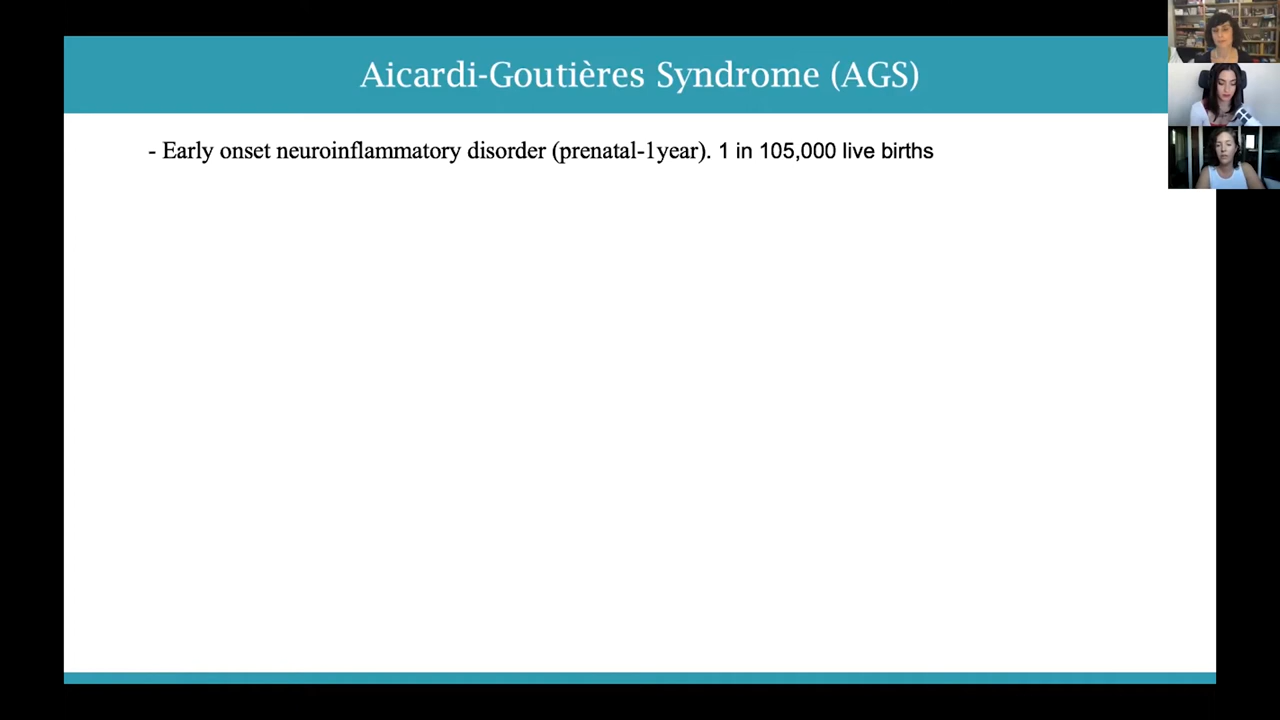 Aicardi-Goutières Syndrome (AGS)
- Early onset neuroinflammatory disorder (prenatal-1year). 1 in 105,000 live births